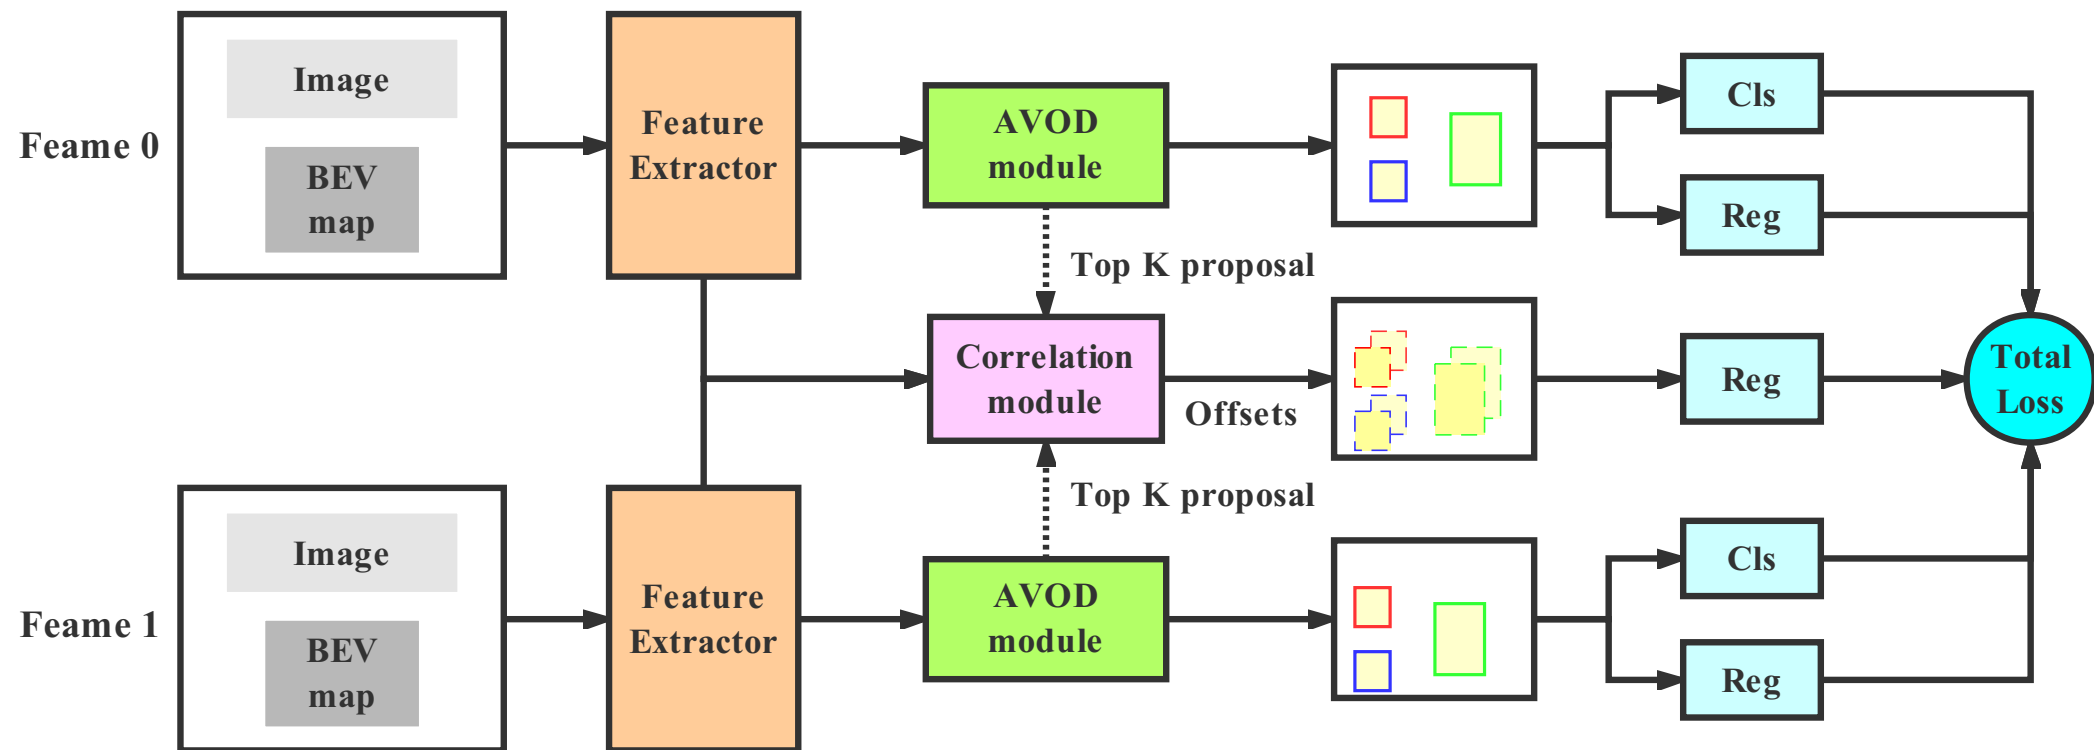 Feame 0
Image
BEV
map
Feature
Extractor
AVOD
module
Cls
Reg
Top K proposal
Correlation
module
Offsets
Reg
Total
Loss
Top K proposal
Feame 1
Image
BEV
map
Feature
Extractor
AVOD
module
Cls
Reg